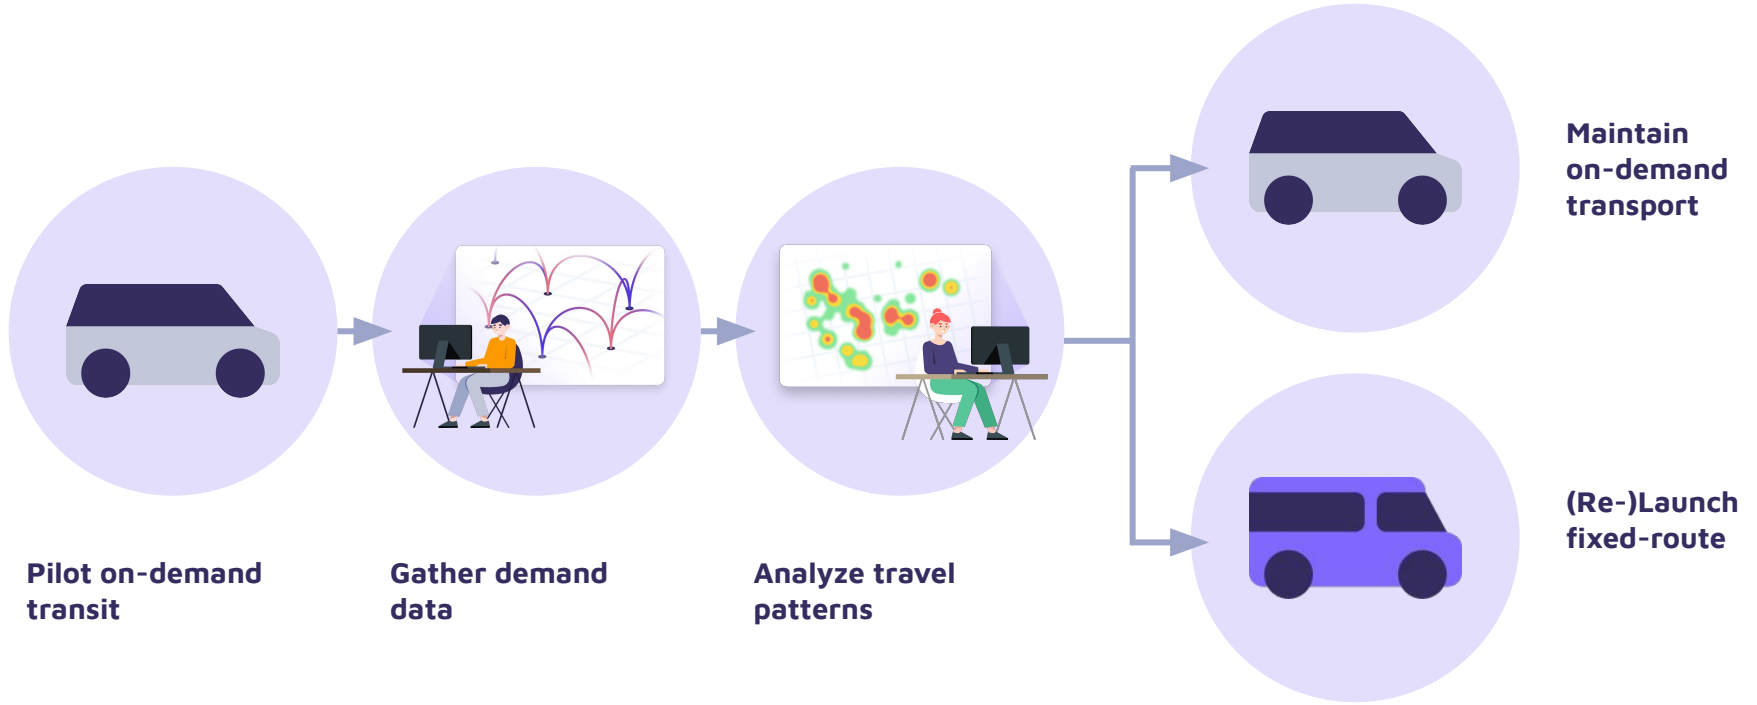 Pilot on-demand
transit
Gather demand
data
Analyze travel
patterns
Maintain
on-demand
transport
(Re-)Launch
fixed-route